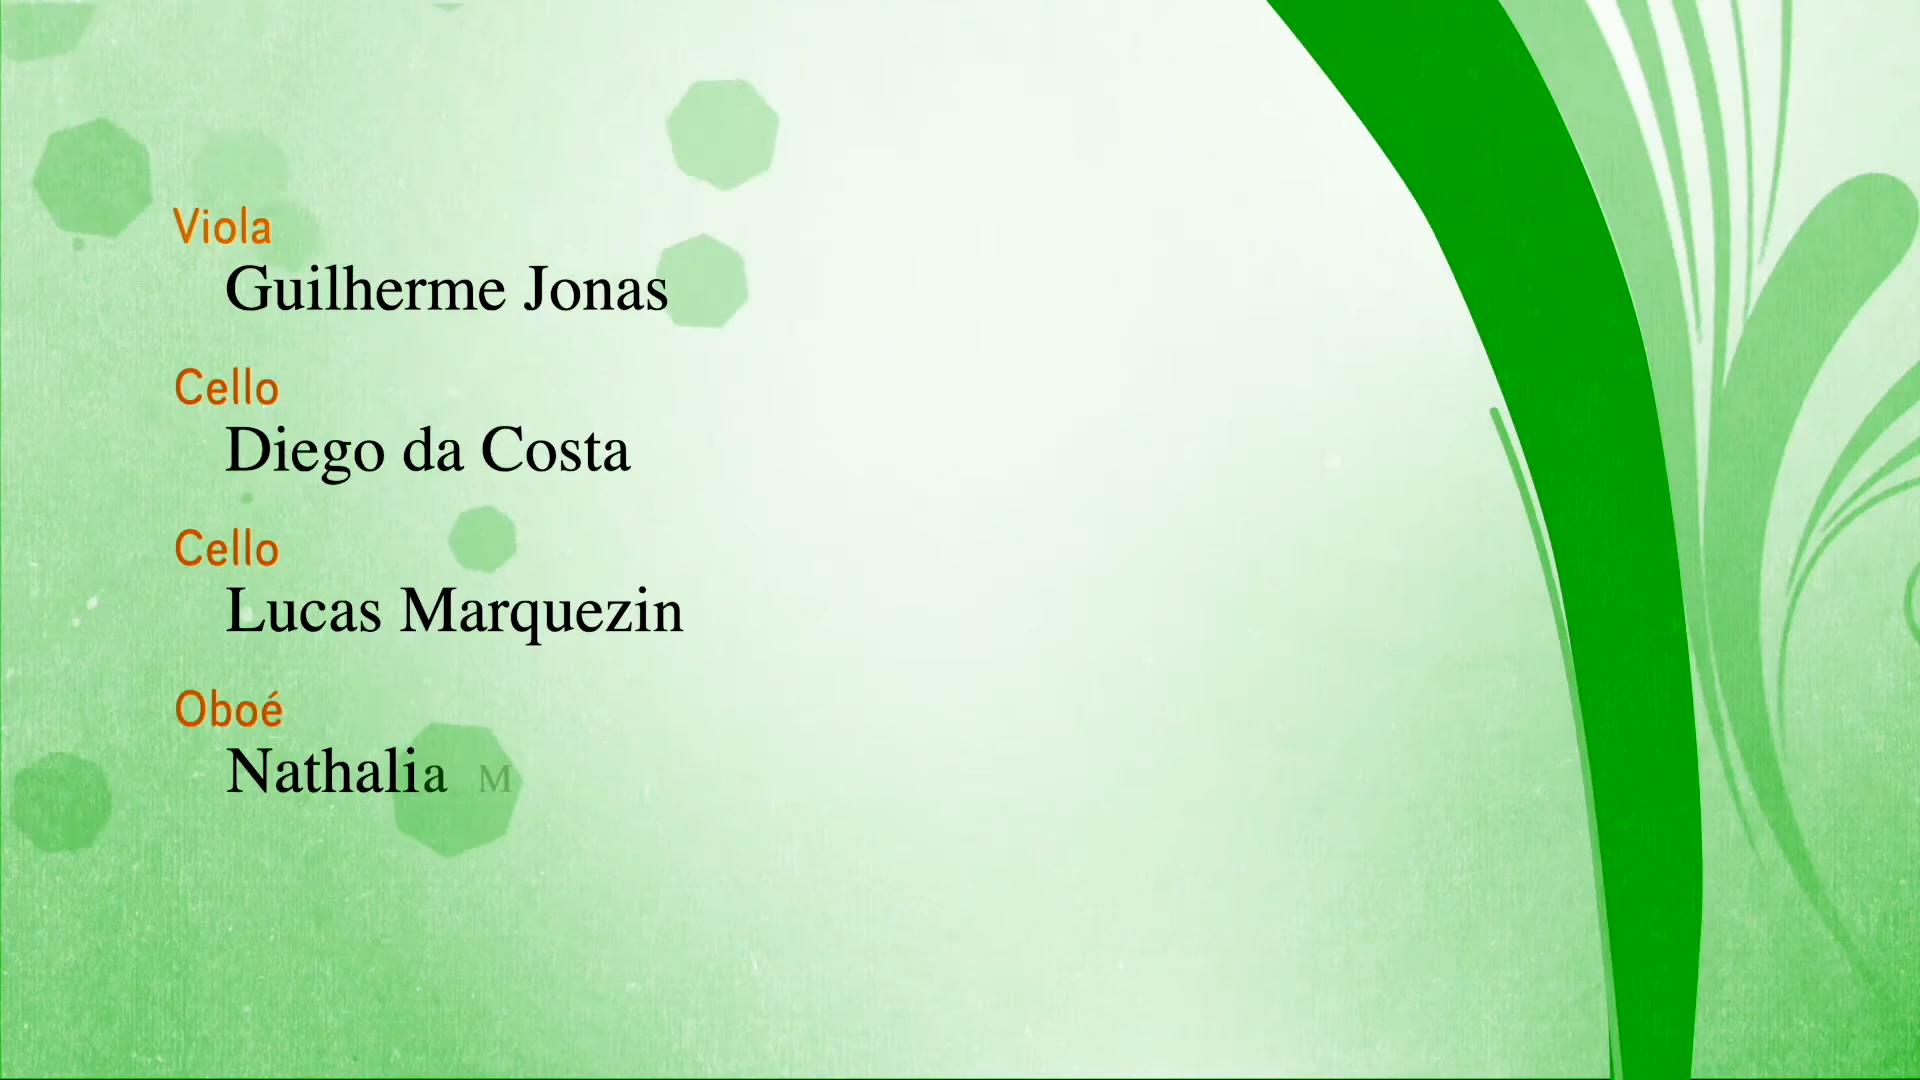 Viola
Guilherme Jonas
Cello
Diego da Costa
Cello
Lucas Marquezin
Oboé
Nathalia M